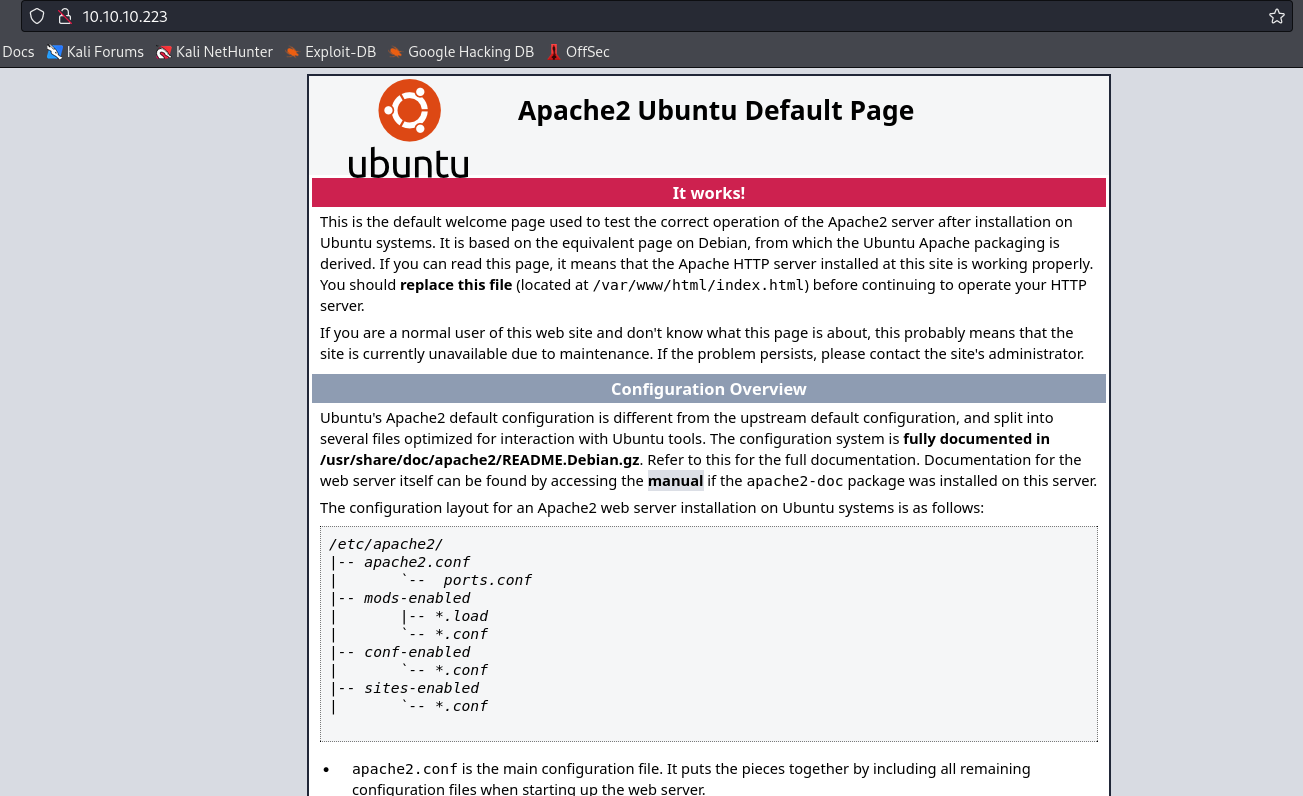 10.10.10.223
Docs Kali Forums Kali NetHunter Exploit-DB Google Hacking DB OffSec
ubuntu
Apache2 Ubuntu Default Page
It works!
This is the default welcome page used to test the correct operation of the Apache2 server after installation on
Ubuntu systems. It is based on the equivalent page on Debian, from which the Ubuntu Apache packaging is
derived. If you can read this page, it means that the Apache HTTP server installed at this site is working properly.
You should replace this file (located at /var/www/html/index.html) before continuing to operate your HTTP
server.
If you are a normal user of this web site and don't know what this page is about, this probably means that the
site is currently unavailable due to maintenance. If the problem persists, please contact the site's administrator.
Configuration Overview
Ubuntu's Apache2 default configuration is different from the upstream default configuration, and split into
several files optimized for interaction with Ubuntu tools. The configuration system is fully documented in
/usr/share/doc/apache2/README.Debian.gz. Refer to this for the full documentation. Documentation for the
web server itself can be found by accessing the manual if the apache2-doc package was installed on this server.
The configuration layout for an Apache2 web server installation on Ubuntu systems is as follows:
/etc/apache2/
|-- apache2.conf
|       `--  ports.conf
|-- mods-enabled
|       |-- *.load
|       `-- *.conf
|-- conf-enabled
|       `-- *.conf
|-- sites-enabled
|       `-- *.conf
• apache2.conf is the main configuration file. It puts the pieces together by including all remaining
configuration files when starting up the web server.